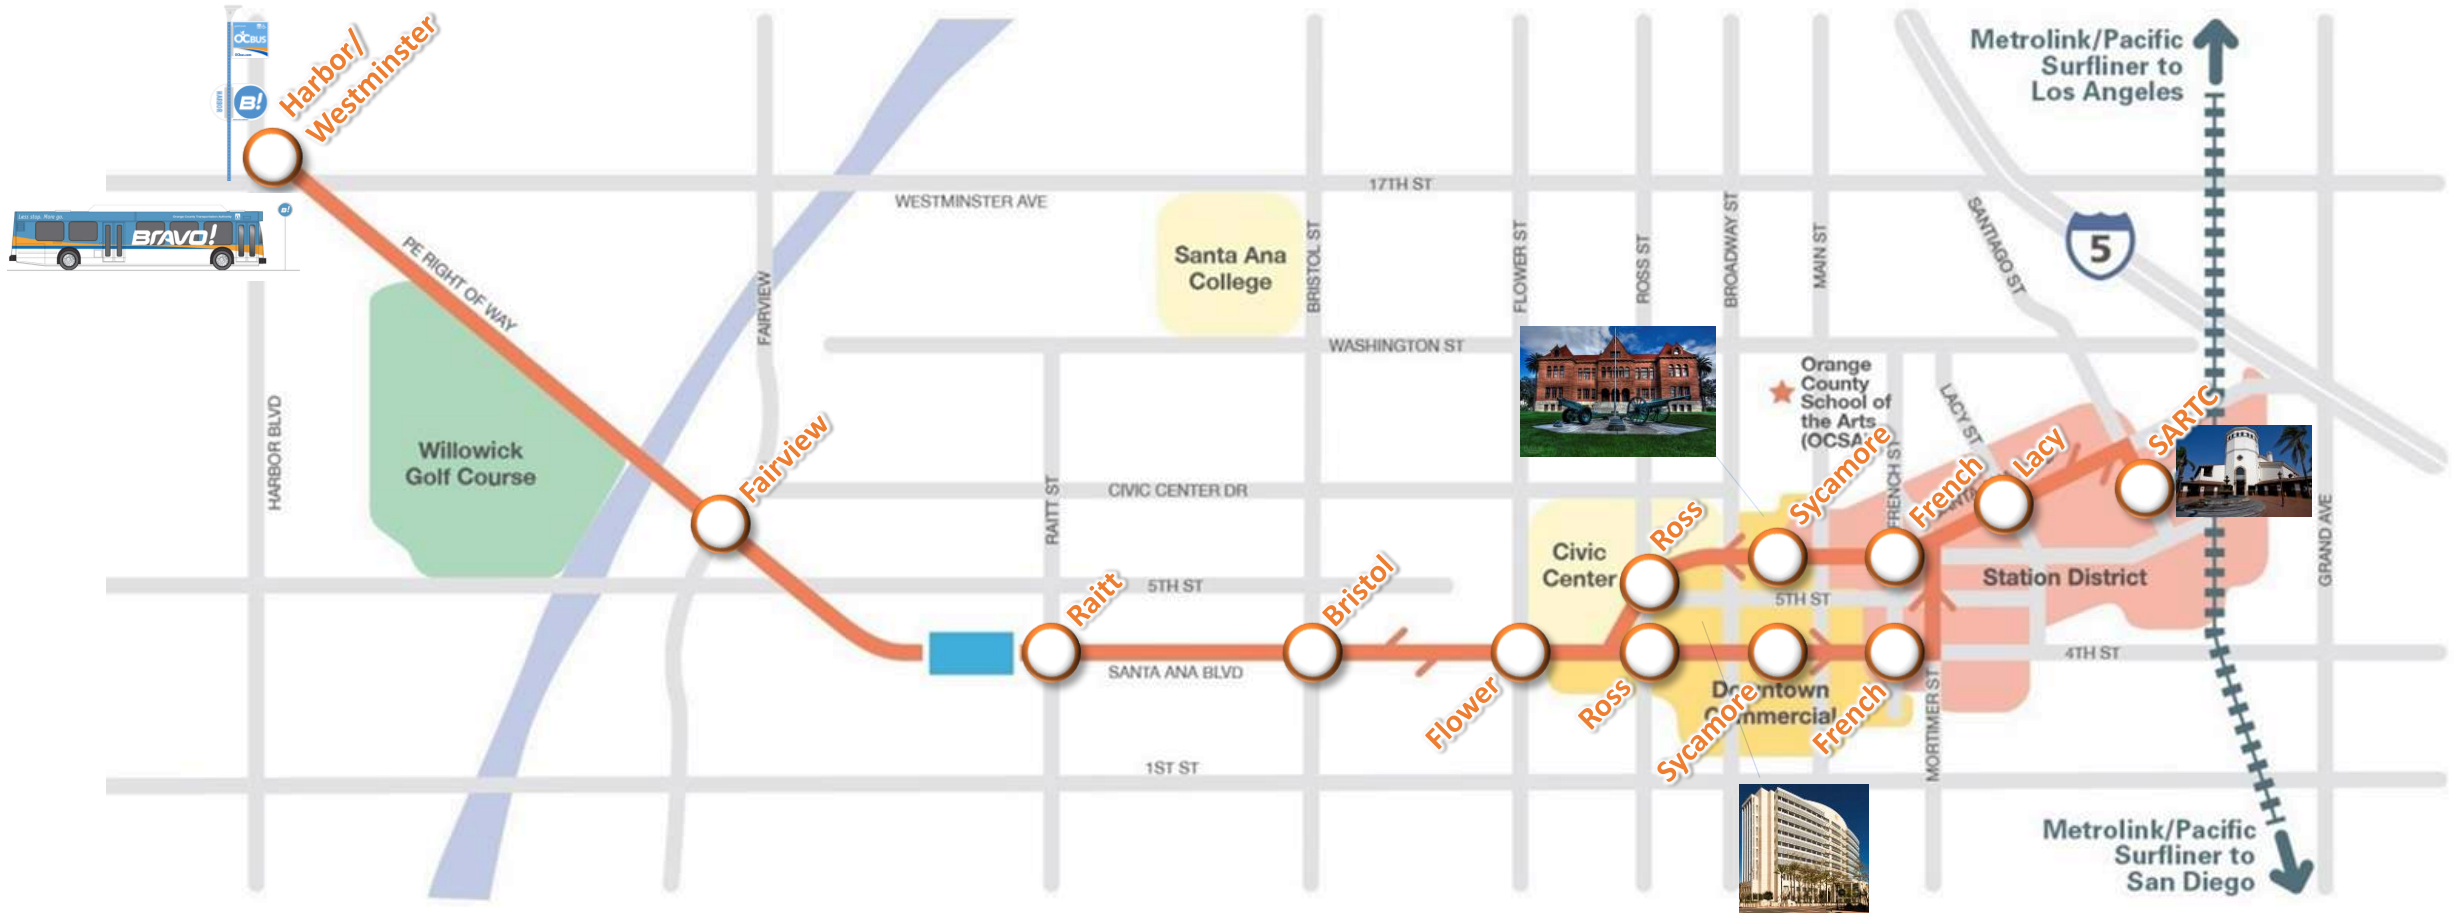 OCBUS
B!
Harbor/
Westminster
Metrolink/Pacific
Surfliner to
Los Angeles
17TH ST
WESTMINSTER AVE
BRAVO!
B!
PE RIGHT OF WAY
FAIRVIEW
Santa Ana
College
BRISTOL ST
FLOWER ST
ROSS ST
BROADWAY ST
MAIN ST
SANTIAGO ST
5
WASHINGTON ST
Orange
County
School of
the Arts
(OCSA)
HARBOR BLVD
Willowick
Golf Course
Fairview
RAITT ST
CIVIC CENTER DR
Sycamore
FRENCH ST
French
LACY ST
Lacy
SARTC
GRAND AVE
Ross
Civic
Center
5TH ST
Raitt
Bristol
5TH ST
Station District
SANTA ANA BLVD
4TH ST
Flower
Ross
Sycamore
French
Downtown
Commercial
MORTIMER ST
1ST ST
Metrolink/Pacific
Surfliner to
San Diego